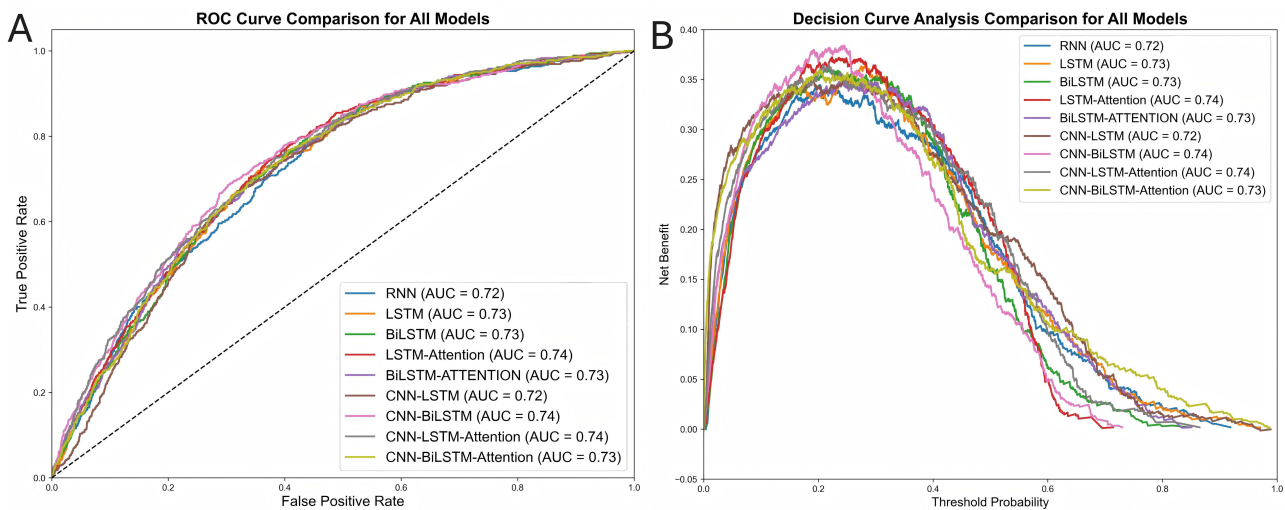 A
ROC Curve Comparison for All Models
True Positive Rate
1.0
0.8
0.6
0.4
0.2
0.0
RNN (AUC = 0.72)
LSTM (AUC = 0.73)
BiLSTM (AUC = 0.73)
LSTM-Attention (AUC = 0.74)
BiLSTM-ATTENTION (AUC = 0.73)
CNN-LSTM (AUC = 0.72)
CNN-BiLSTM (AUC = 0.74)
CNN-LSTM-Attention (AUC = 0.74)
CNN-BiLSTM-Attention (AUC = 0.73)
0.0 0.2 0.4 0.6 0.8 1.0
False Positive Rate
B
Decision Curve Analysis Comparison for All Models
Net Benefit
0.40
0.35
0.30
0.25
0.20
0.15
0.10
0.05
0.00
−0.05
RNN (AUC = 0.72)
LSTM (AUC = 0.73)
BiLSTM (AUC = 0.73)
LSTM-Attention (AUC = 0.74)
BiLSTM-ATTENTION (AUC = 0.73)
CNN-LSTM (AUC = 0.72)
CNN-BiLSTM (AUC = 0.74)
CNN-LSTM-Attention (AUC = 0.74)
CNN-BiLSTM-Attention (AUC = 0.73)
0.0 0.2 0.4 0.6 0.8 1.0
Threshold Probability